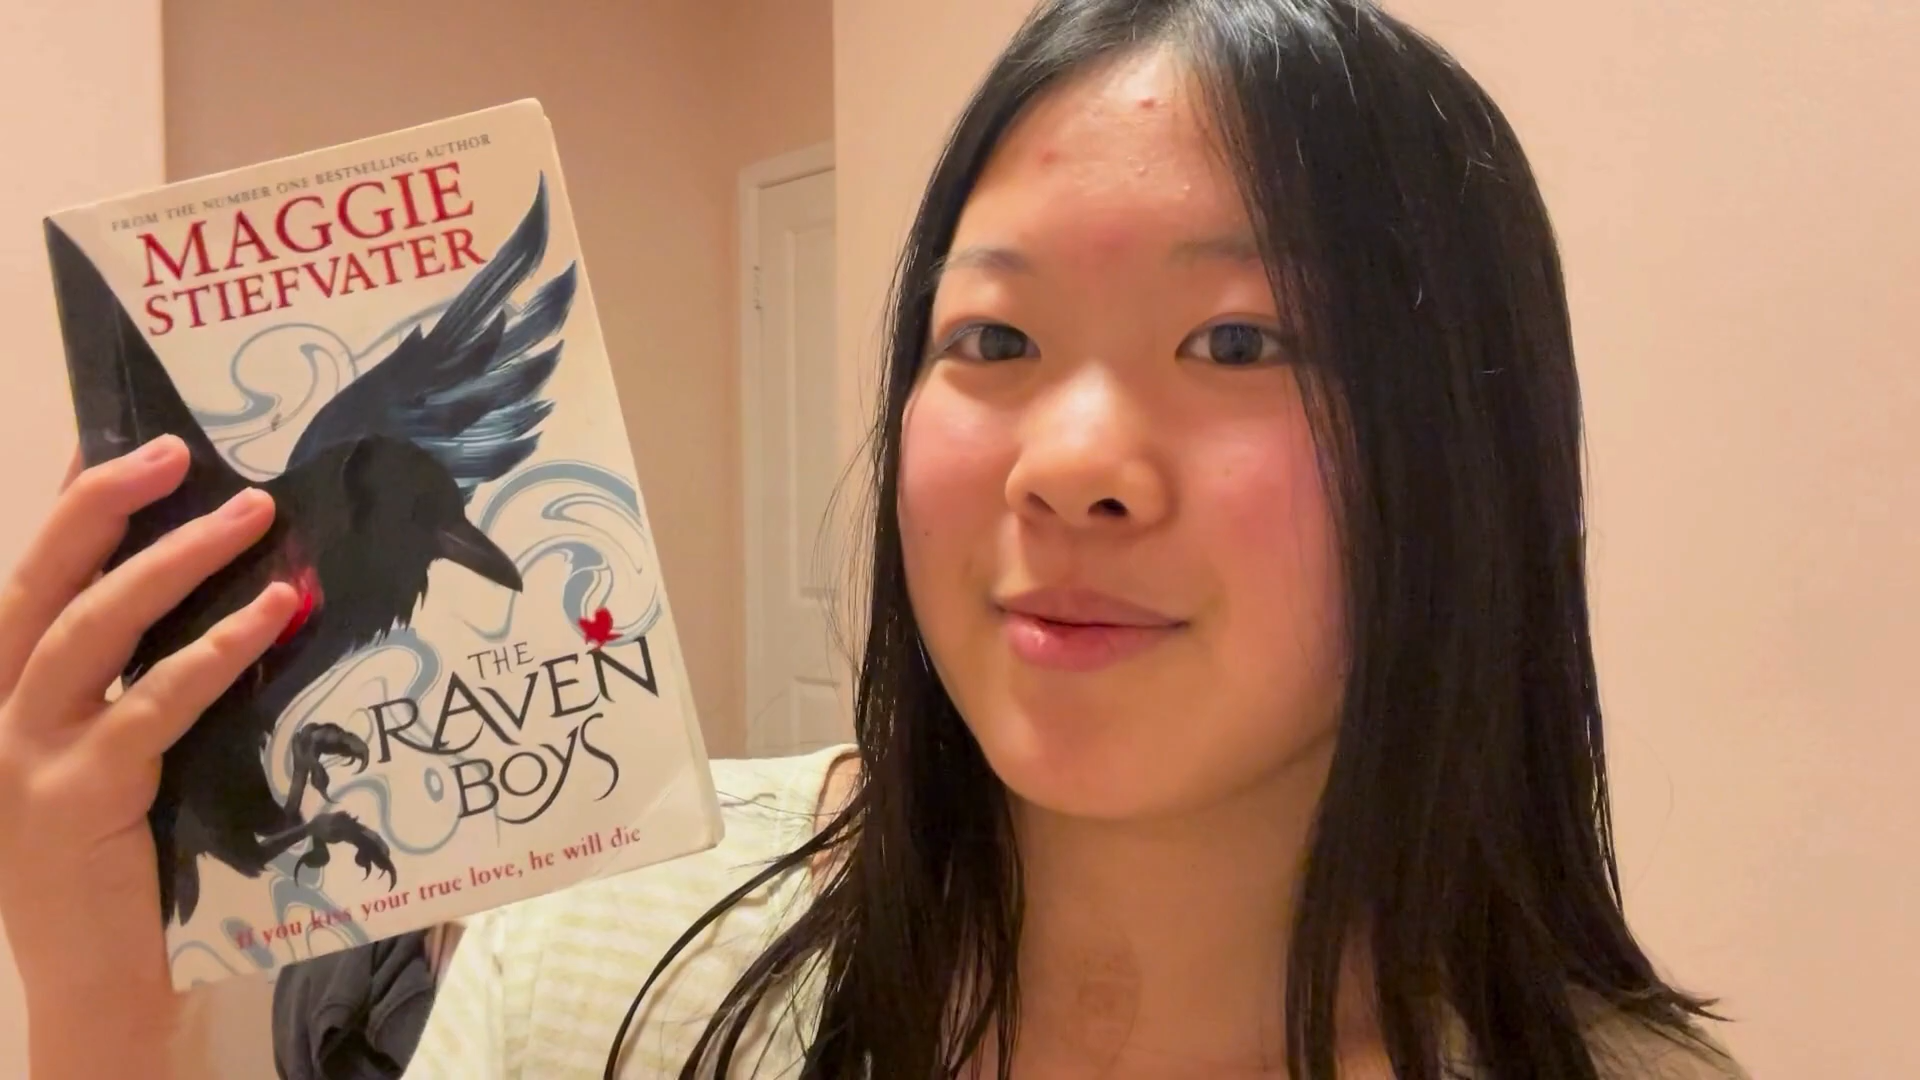 FROM THE NUMBER ONE BESTSELLING AUTHOR
MAGGIE
STIEFVATER
THE
RAVEN
BOYS
If you kiss your true love, he will die